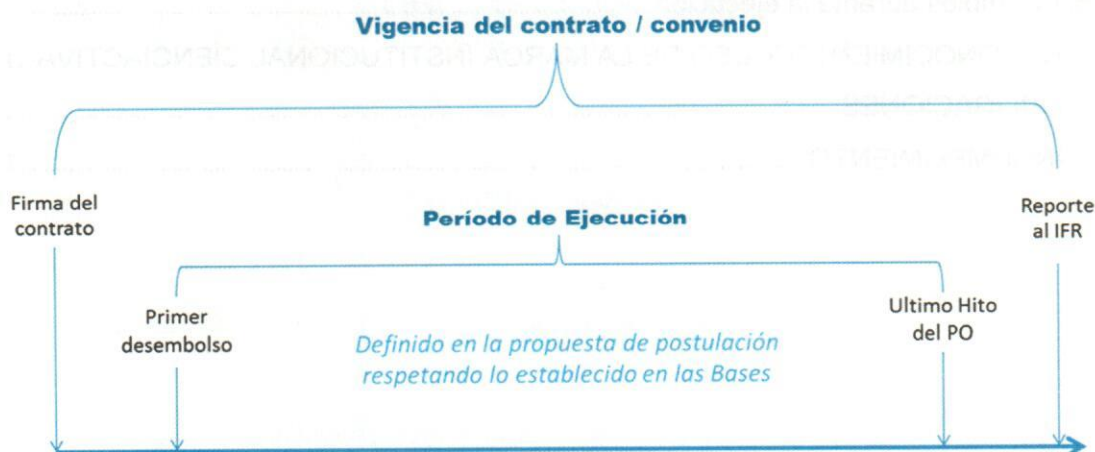 Vigencia del contrato / convenio
Firma del
contrato
Período de Ejecución
Reporte
al IFR
Primer
desembolso
Ultimo Hito
del PO
Definido en la propuesta de postulación
respetando lo establecido en las Bases